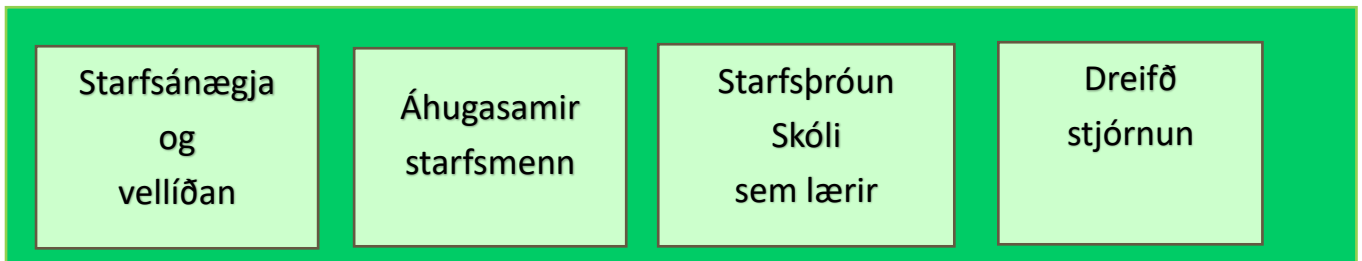 Starfsánægja
og
vellíðan
Áhugasamir
starfsmenn
Starfsþróun
Skóli
sem lærir
Dreifð
stjórnun